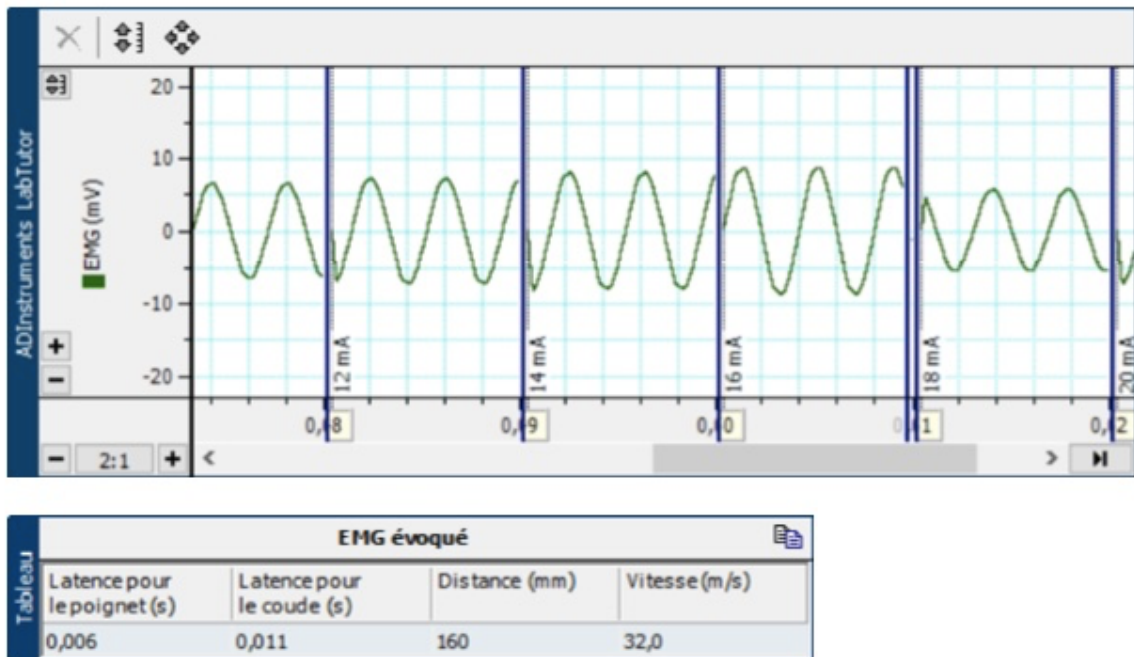 ADInstruments LabTutor
EMG (mV)
20
10
0
-10
-20
12 mA
14 mA
16 mA
18 mA
20 mA
2:1
Tableau
EMG évoqué
Latence pour le poignet (s)
Latence pour le coude (s)
Distance (mm)
Vitesse (m/s)
0,006
0,011
160
32,0